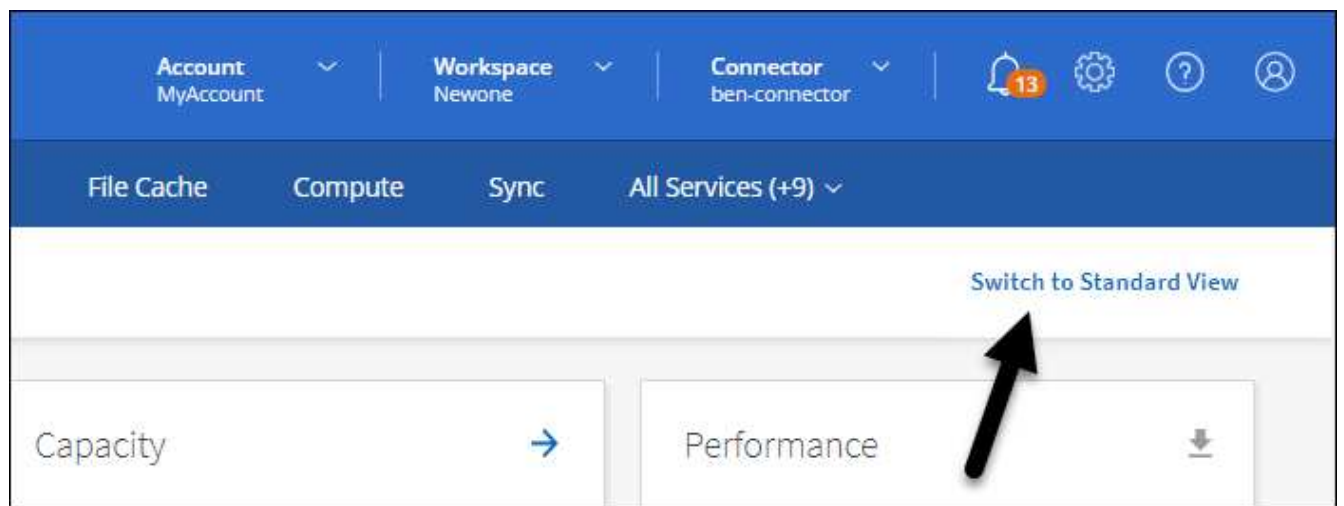 Account Workspace Connector
MyAccount Newone ben-connector
13
File Cache Compute Sync All Services (+9)
Switch to Standard View
Capacity Performance